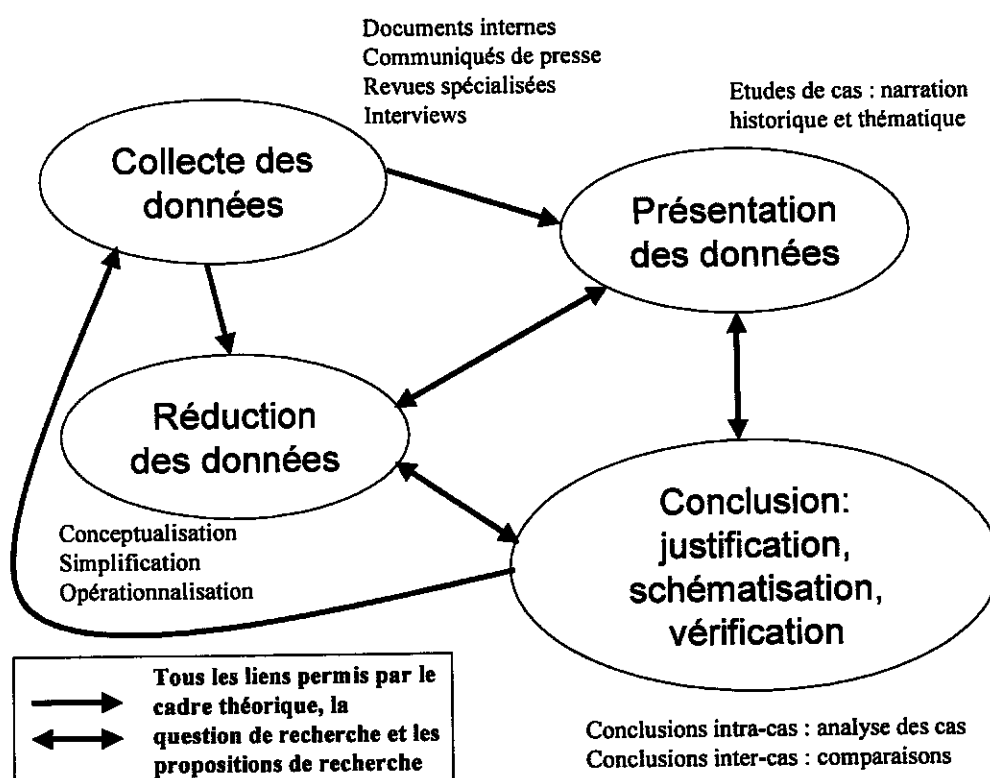 Documents internes
Communiqués de presse
Revues spécialisées
Interviews
Etudes de cas : narration
historique et thématique
Collecte des
données
Présentation
des données
Réduction
des données
Conceptualisation
Simplification
Opérationnalisation
Conclusion:
justification,
schématisation,
vérification
Tous les liens permis par le
cadre théorique, la
question de recherche et les
propositions de recherche
Conclusions intra-cas : analyse des cas
Conclusions inter-cas : comparaisons